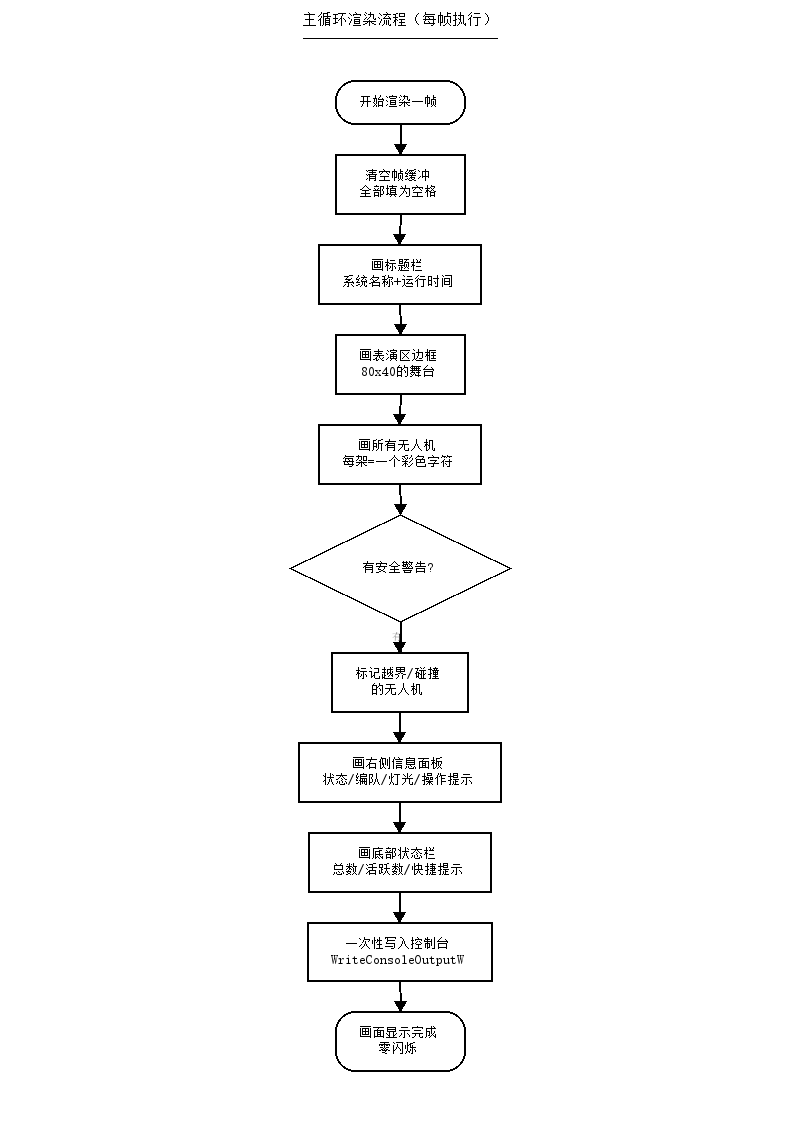 主循环渲染流程（每帧执行）
开始渲染一帧
清空帧缓冲
全部填为空格
画标题栏
系统名称+运行时间
画表演区边框
80x40的舞台
画所有无人机
每架=一个彩色字符
有安全警告?
标记越界/碰撞
的无人机
画右侧信息面板
状态/编队/灯光/操作提示
画底部状态栏
总数/活跃数/快捷提示
一次性写入控制台
WriteConsoleOutputW
画面显示完成
零闪烁